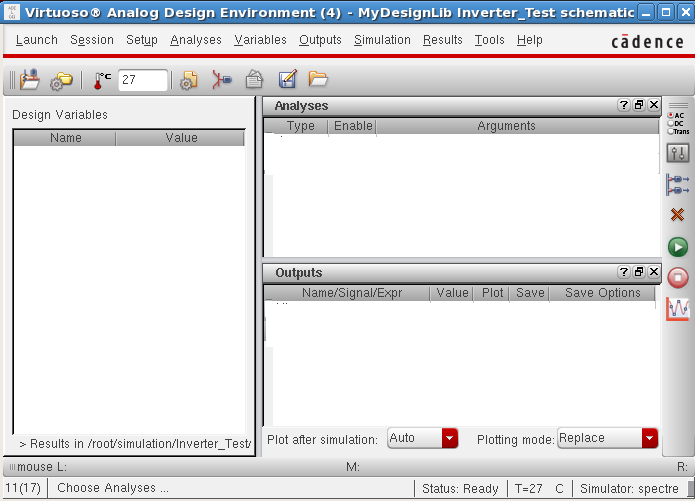 Virtuoso® Analog Design Environment (4) - MyDesignLib Inverter_Test schematic
Launch Session Setup Analyses Variables Outputs Simulation Results Tools Help
cādence
°C 27
Design Variables
Name Value
> Results in /root/simulation/Inverter_Test/
Analyses
Type Enable Arguments
Outputs
Name/Signal/Expr Value Plot Save Save Options
Plot after simulation: Auto Plotting mode: Replace
AC
DC
Trans
mouse L: M: R:
11(17) Choose Analyses ... Status: Ready T=27 C Simulator: spectre